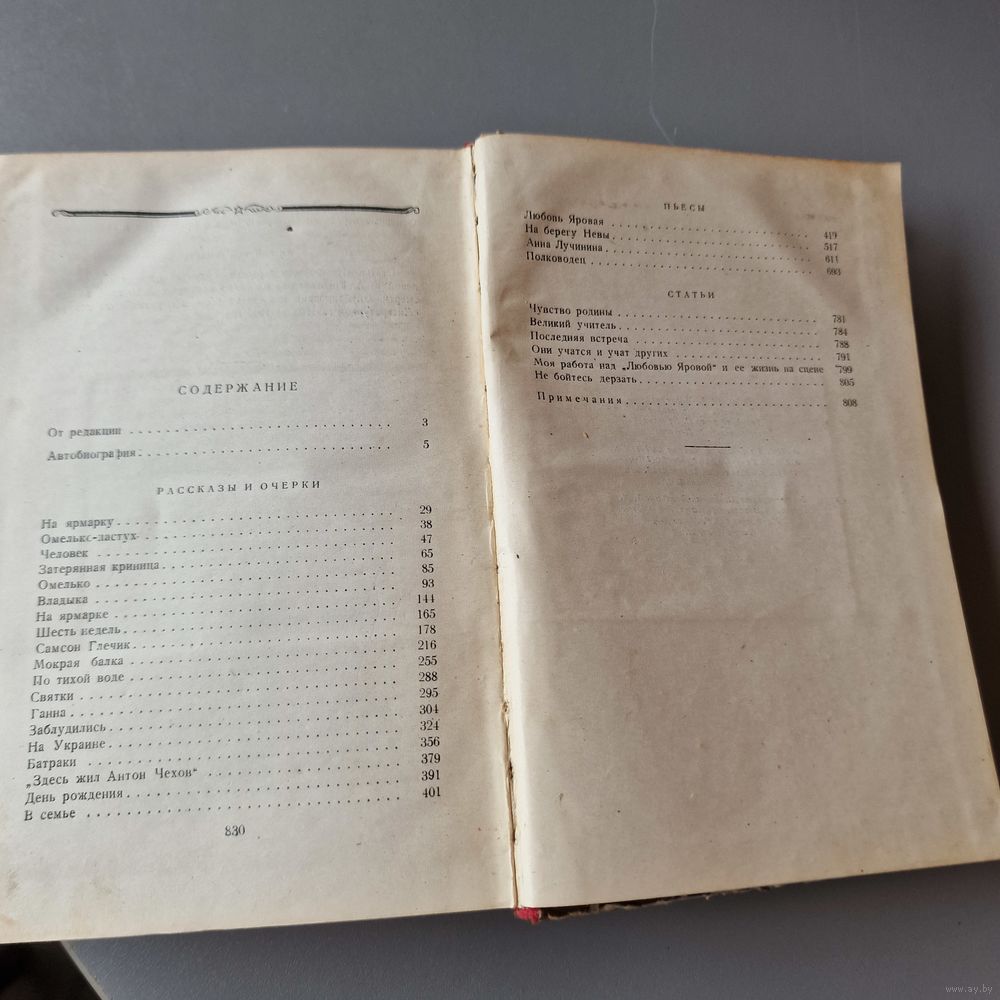 СОДЕРЖАНИЕ
От редакции . . . . . 3
Автобиография . . . . . 5
РАССКАЗЫ И ОЧЕРКИ
На ярмарку . . . . . 29
Омелько-пастух . . . . . 38
Человек . . . . . 47
Затерянная криница . . . . . 65
Омелько . . . . . 85
Владыка . . . . . 93
На ярмарке . . . . . 144
Шесть недель . . . . . 165
Самсон Глечик . . . . . 178
Мокрая балка . . . . . 216
По тихой воде . . . . . 255
Святки . . . . . 288
Ганна . . . . . 295
Заблудились . . . . . 304
На Украине . . . . . 324
Батраки . . . . . 356
„Здесь жил Антон Чехов“ . . . . . 379
День рождения . . . . . 391
В семье . . . . . 401
830
ПЬЕСЫ
Любовь Яровая . . . . . 419
На берегу Невы . . . . . 517
Анна Лучинина . . . . . 611
Полководец . . . . . 693
СТАТЬИ
Чувство родины . . . . . 781
Великий учитель . . . . . 784
Последняя встреча . . . . . 788
Они учатся и учат других . . . . . 791
Моя работа над „Любовью Яровой“ и ее жизнь на сцене 799
Не бойтесь дерзать . . . . . 805
Примечания . . . . . 808
www.ay.by